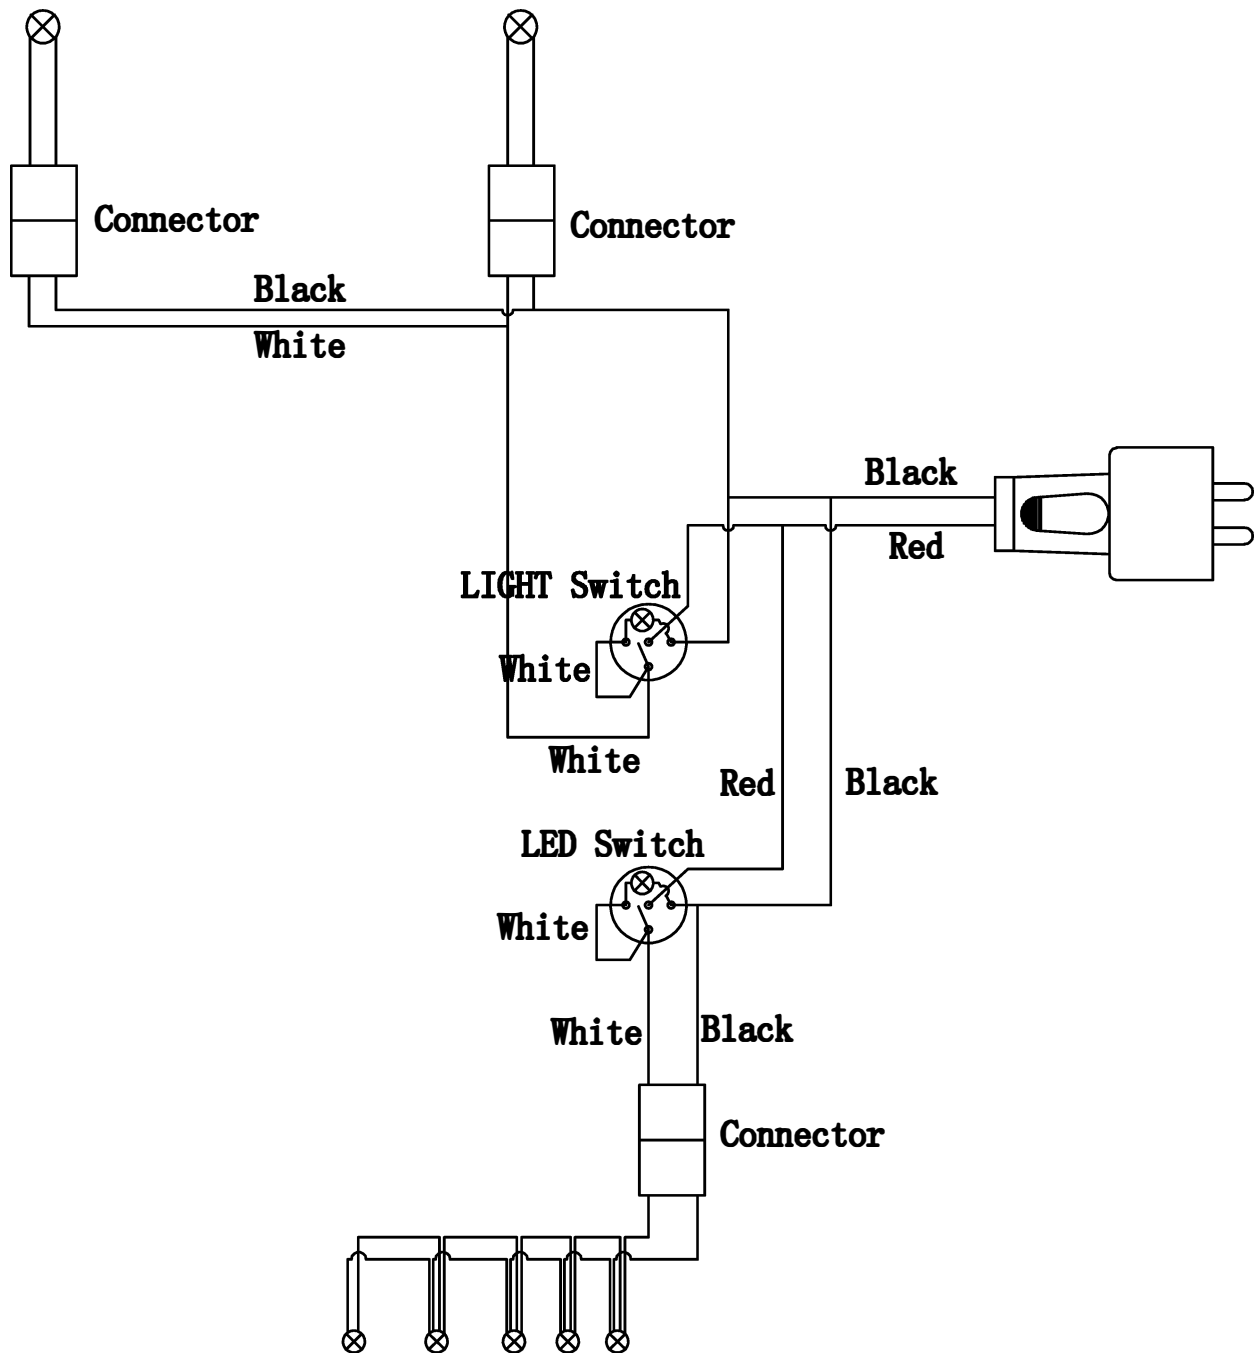 Connector
Connector
Black
White
Black
Red
LIGHT Switch
White
White
Red
Black
LED Switch
White
White
Black
Connector